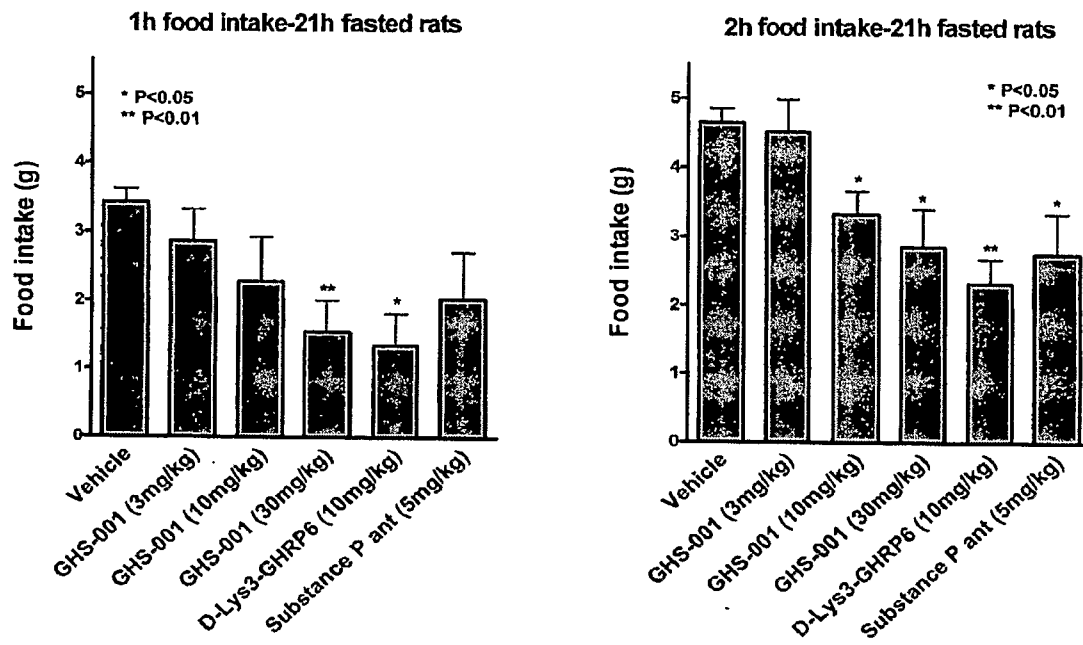 1h food intake-21h fasted rats
* P<0.05
** P<0.01
Food intake (g)
5
4
3
2
1
0
**
*
Vehicle
GHS-001 (3mg/kg)
GHS-001 (10mg/kg)
GHS-001 (30mg/kg)
D-Lys3-GHRP6 (10mg/kg)
Substance P ant (5mg/kg)
2h food intake-21h fasted rats
* P<0.05
** P<0.01
Food intake (g)
5
4
3
2
1
0
*
*
**
*
Vehicle
GHS-001 (3mg/kg)
GHS-001 (10mg/kg)
GHS-001 (30mg/kg)
D-Lys3-GHRP6 (10mg/kg)
Substance P ant (5mg/kg)